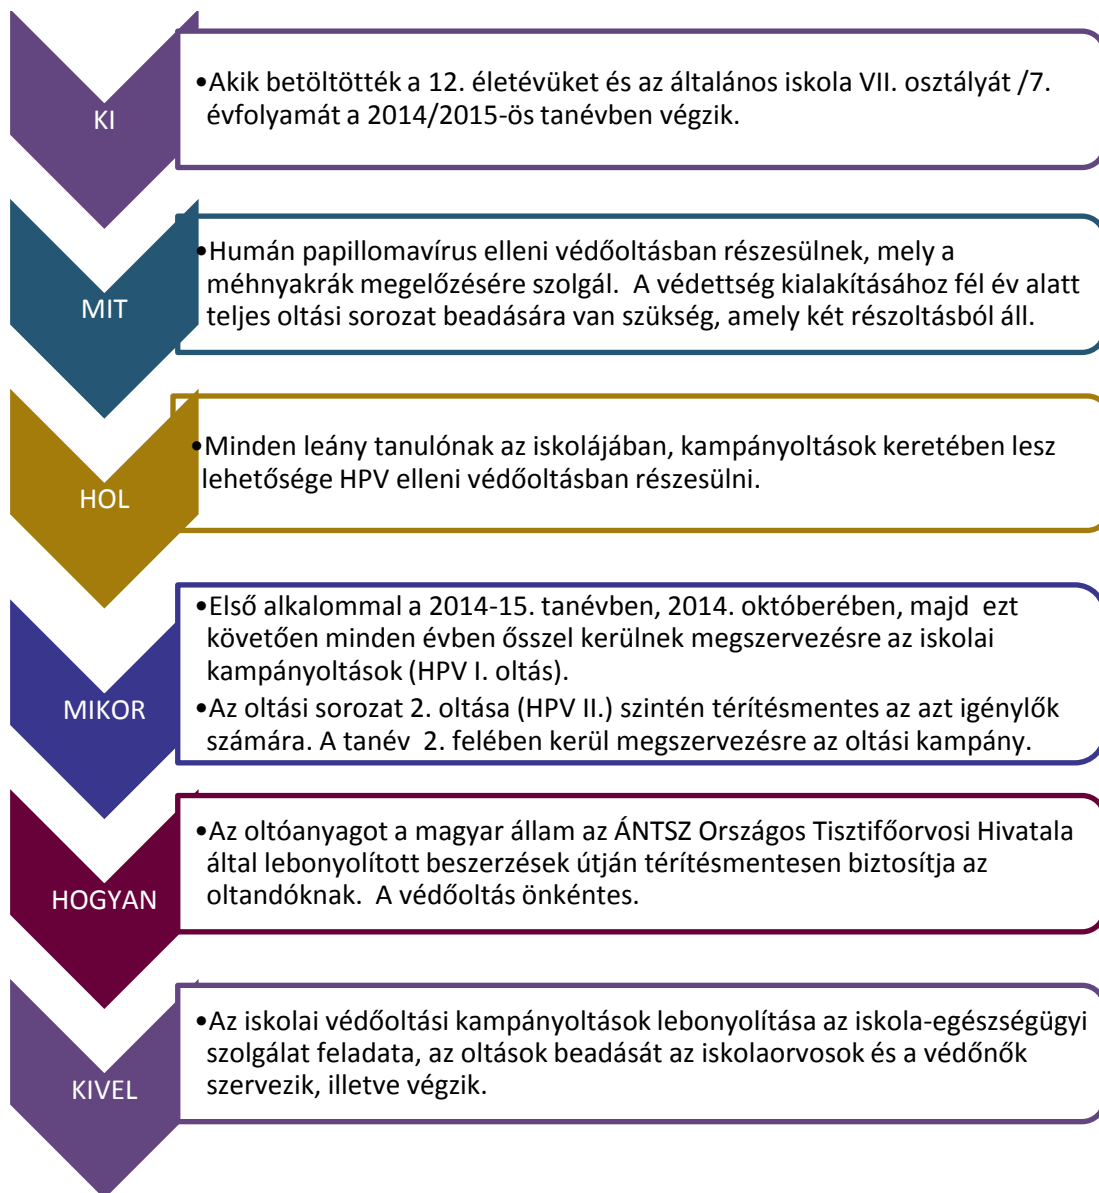 KI
•Akik betöltötték a 12. életévüket és az általános iskola VII. osztályát /7.
évfolyamát a 2014/2015-ös tanévben végzik.
MIT
•Humán papillomavírus elleni védőoltásban részesülnek, mely a
méhnyakrák megelőzésére szolgál.  A védettség kialakításához fél év alatt
teljes oltási sorozat beadására van szükség, amely két részoltásból áll.
HOL
•Minden leány tanulónak az iskolájában, kampányoltások keretében lesz
lehetősége HPV elleni védőoltásban részesülni.
MIKOR
•Első alkalommal a 2014-15. tanévben, 2014. októberében, majd  ezt
követően minden évben ősszel kerülnek megszervezésre az iskolai
kampányoltások (HPV I. oltás).
•Az oltási sorozat 2. oltása (HPV II.) szintén térítésmentes az azt igénylők
számára. A tanév  2. felében kerül megszervezésre az oltási kampány.
HOGYAN
•Az oltóanyagot a magyar állam az ÁNTSZ Országos Tisztifőorvosi Hivatala
által lebonyolított beszerzések útján térítésmentesen biztosítja az
oltandóknak.  A védőoltás önkéntes.
KIVEL
•Az iskolai védőoltási kampányoltások lebonyolítása az iskola-egészségügyi
szolgálat feladata, az oltások beadását az iskolaorvosok és a védőnők
szervezik, illetve végzik.